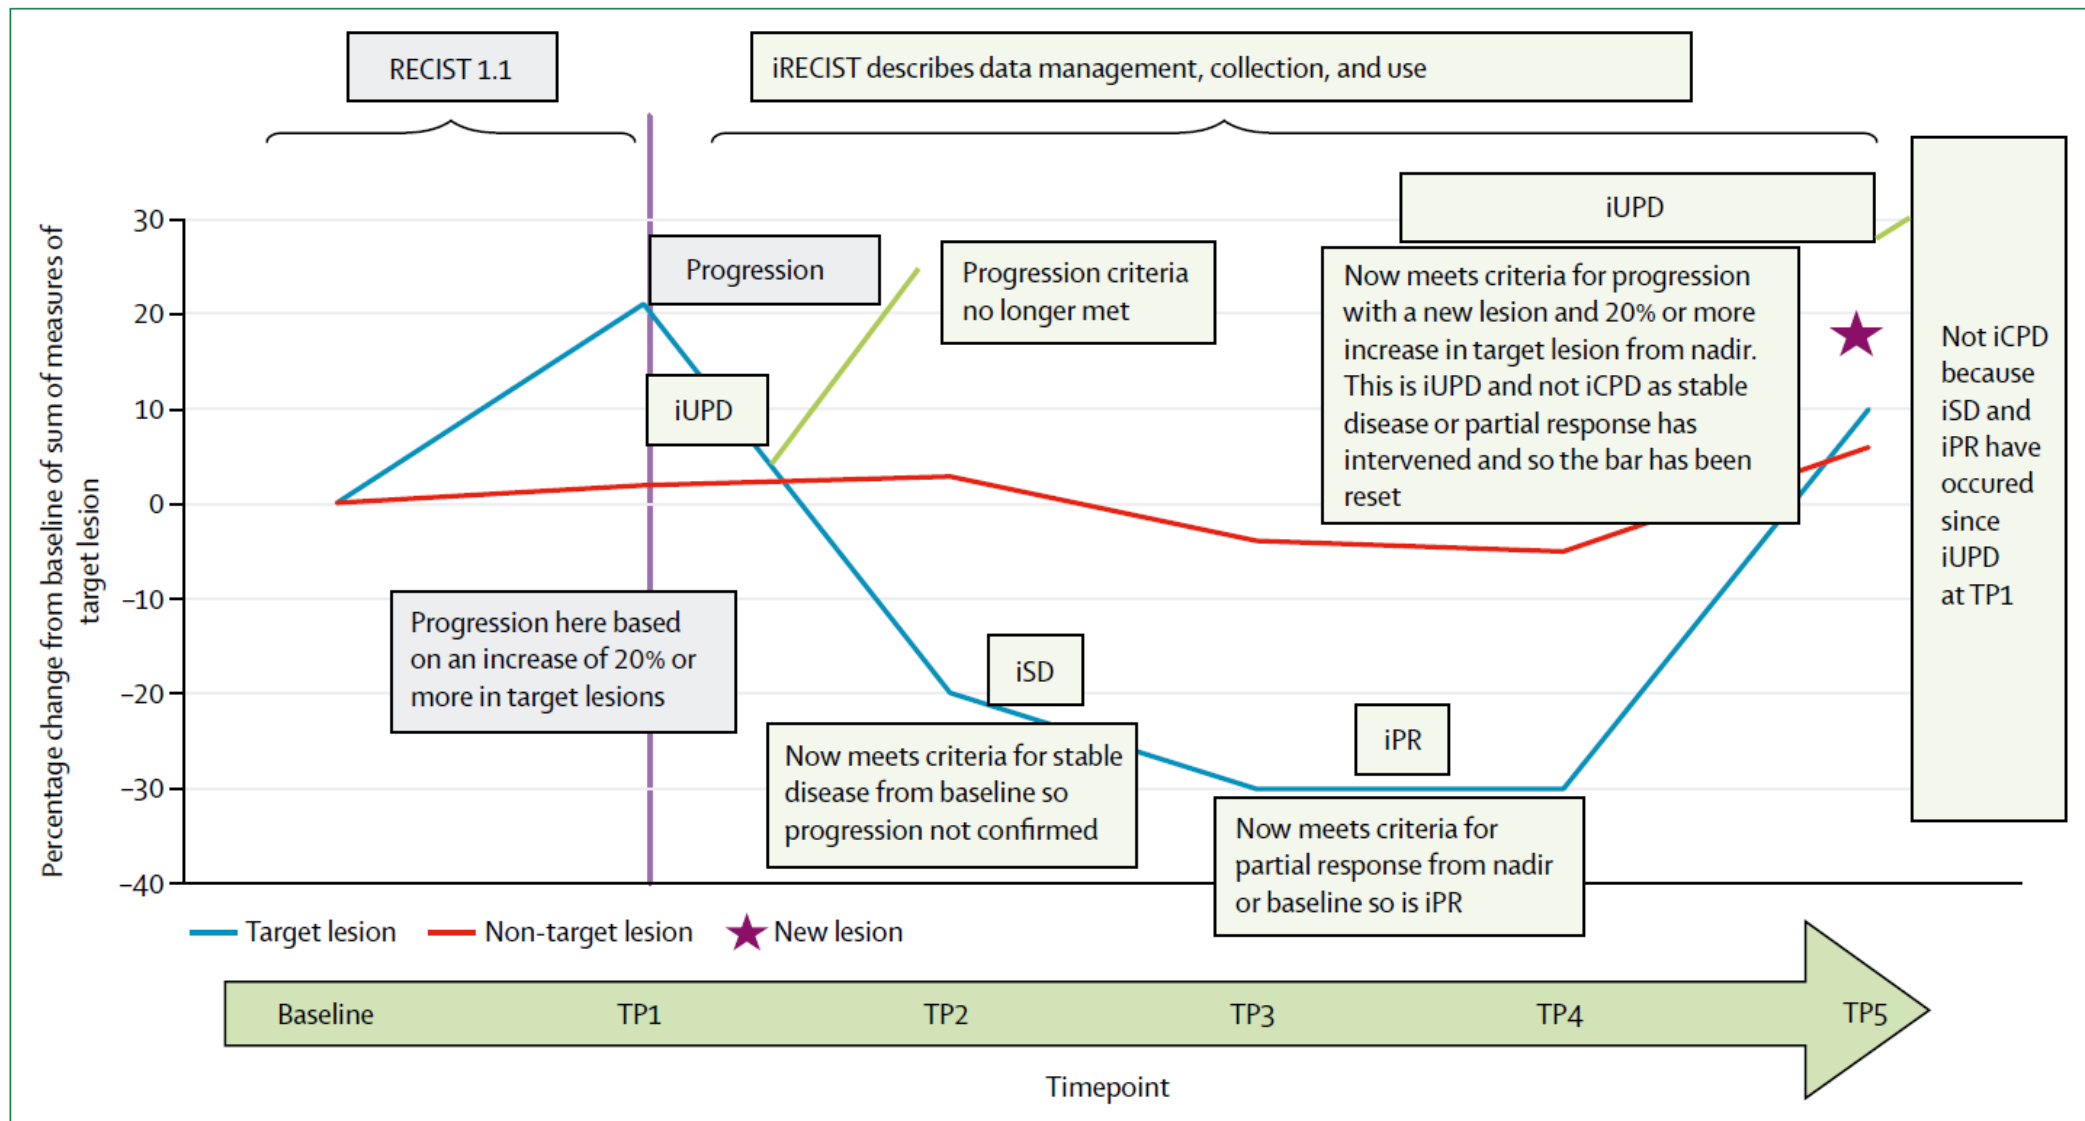 RECIST 1.1
iRECIST describes data management, collection, and use
Percentage change from baseline of sum of measures of
target lesion
30
20
10
0
−10
−20
−30
−40
Progression
iUPD
Progression criteria
no longer met
iUPD
Now meets criteria for progression
with a new lesion and 20% or more
increase in target lesion from nadir.
This is iUPD and not iCPD as stable
disease or partial response has
intervened and so the bar has been
reset
Not iCPD
because
iSD and
iPR have
occured
since
iUPD
at TP1
Progression here based
on an increase of 20% or
more in target lesions
iSD
Now meets criteria for stable
disease from baseline so
progression not confirmed
iPR
Now meets criteria for
partial response from nadir
or baseline so is iPR
Target lesion
Non-target lesion
New lesion
Baseline
TP1
TP2
TP3
TP4
TP5
Timepoint